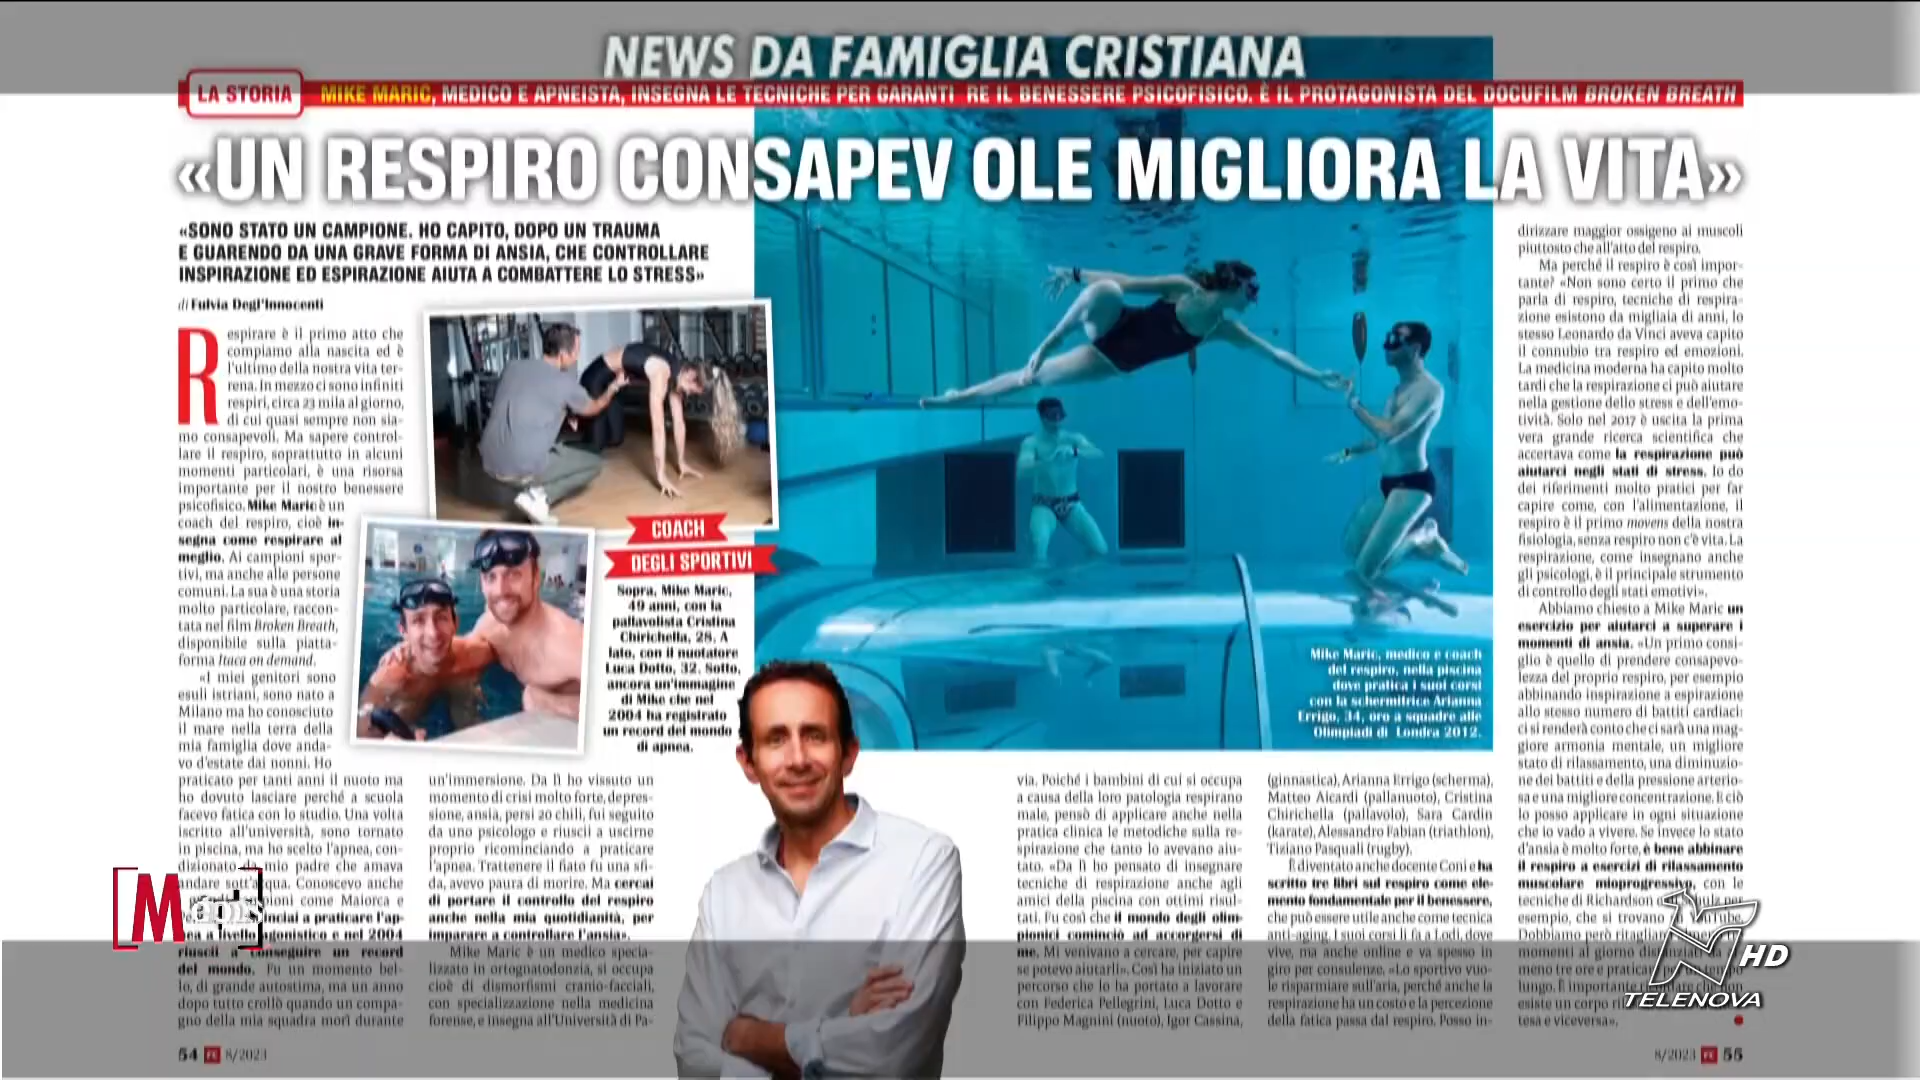 NEWS DA FAMIGLIA CRISTIANA
LA STORIA
MIKE MARIC, MEDICO E APNEISTA, INSEGNA LE TECNICHE PER GARANTI RE IL BENESSERE PSICOFISICO. È IL PROTAGONISTA DEL DOCUFILM BROKEN BREATH
«UN RESPIRO CONSAPEV OLE MIGLIORA LA VITA»
«SONO STATO UN CAMPIONE. HO CAPITO, DOPO UN TRAUMA
E GUARENDO DA UNA GRAVE FORMA DI ANSIA, CHE CONTROLLARE
INSPIRAZIONE ED ESPIRAZIONE AIUTA A COMBATTERE LO STRESS»
di Fulvia Degl'Innocenti
Respirare è il primo atto che
compiamo alla nascita ed è
l'ultimo della nostra vita ter-
rena. In mezzo ci sono infiniti
respiri, circa 23 mila al giorno,
di cui quasi sempre non sia-
mo consapevoli. Ma sapere control-
lare il respiro, soprattutto in alcuni
momenti particolari, è una risorsa
importante per il nostro benessere
psicofisico. Mike Maric è un
coach del respiro, cioè in-
segna come respirare al
meglio. Ai campioni spor-
tivi, ma anche alle persone
comuni. La sua è una storia
molto particolare, raccon-
tata nel film Broken Breath,
disponibile sulla piatta-
forma Itaca on demand.
«I miei genitori sono
esuli istriani, sono nato a
Milano ma ho conosciuto
il mare nella terra della
mia famiglia dove anda-
vo d'estate dai nonni. Ho
praticato per tanti anni il nuoto ma
ho dovuto lasciare perché a scuola
facevo fatica con lo studio. Una volta
iscritto all'università, sono tornato
in piscina, ma ho scelto l'apnea, con-
dizionato da mio padre che amava
andare sott'acqua. Conoscevo anche
pioni come Maiorca e
nciai a praticare l'ap-
nea a livello agonistico e nel 2004
riuscii a conseguire un record
del mondo. Fu un momento bel-
lo, di grande autostima, ma un anno
dopo tutto crollò quando un compa-
gno della mia squadra morì durante
COACH
DEGLI SPORTIVI
Sopra, Mike Maric,
49 anni, con la
pallavolista Cristina
Chirichella, 28. A
lato, con il nuotatore
Luca Dotto, 32. Sotto,
ancora un'immagine
di Mike che nel
2004 ha registrato
un record del mondo
di apnea.
un'immersione. Da lì ho vissuto un
momento di crisi molto forte, depres-
sione, ansia, persi 20 chili, fui seguito
da uno psicologo e riuscii a uscirne
proprio ricominciando a praticare
l'apnea. Trattenere il fiato fu una sfi-
da, avevo paura di morire. Ma cercai
di portare il controllo del respiro
anche nella mia quotidianità, per
imparare a controllare l'ansia».
Mike Maric è un medico specia-
lizzato in ortognatodonzia, si occupa
cioè di dismorfismi cranio-facciali,
con specializzazione nella medicina
forense, e insegna all'Università di Pa-
Mike Maric, medico e coach
del respiro, nella piscina
dove pratica i suoi corsi
con la schermitrice Arianna
Errigo, 34, oro a squadre alle
Olimpiadi di Londra 2012.
via. Poiché i bambini di cui si occupa
a causa della loro patologia respirano
male, pensò di applicare anche nella
pratica clinica le metodiche sulla re-
spirazione che tanto lo avevano aiu-
tato. «Da lì ho pensato di insegnare
tecniche di respirazione anche agli
amici della piscina con ottimi risul-
tati. Fu così che il mondo degli olim-
pionici cominciò ad accorgersi di
me. Mi venivano a cercare, per capire
se potevo aiutarli». Così ha iniziato un
percorso che lo ha portato a lavorare
con Federica Pellegrini, Luca Dotto e
Filippo Magnini (nuoto), Igor Cassina,
(ginnastica), Arianna Errigo (scherma),
Matteo Aicardi (pallanuoto), Cristina
Chirichella (pallavolo), Sara Cardin
(karate), Alessandro Fabian (triathlon),
Tiziano Pasquali (rugby).
È diventato anche docente Coni e ha
scritto tre libri sul respiro come ele-
mento fondamentale per il benessere,
che può essere utile anche come tecnica
anti-aging. I suoi corsi li fa a Lodi, dove
vive, ma anche online e va spesso in
giro per consulenze. «Lo sportivo vuo-
le risparmiare sull'aria, perché anche la
respirazione ha un costo e la percezione
della fatica passa dal respiro. Posso in-
dirizzare maggior ossigeno ai muscoli
piuttosto che all'atto del respiro.
Ma perché il respiro è così impor-
tante? «Non sono certo il primo che
parla di respiro, tecniche di respira-
zione esistono da migliaia di anni, lo
stesso Leonardo da Vinci aveva capito
il connubio tra respiro ed emozioni.
La medicina moderna ha capito molto
tardi che la respirazione ci può aiutare
nella gestione dello stress e dell'emo-
tività. Solo nel 2017 è uscita la prima
vera grande ricerca scientifica che
accertava come la respirazione può
aiutarci negli stati di stress. Io do
dei riferimenti molto pratici per far
capire come, con l'alimentazione, il
respiro è il primo movens della nostra
fisiologia, senza respiro non c'è vita. La
respirazione, come insegnano anche
gli psicologi, è il principale strumento
di controllo degli stati emotivi».
Abbiamo chiesto a Mike Maric un
esercizio per aiutarci a superare i
momenti di ansia. «Un primo consi-
glio è quello di prendere consapevo-
lezza del proprio respiro, per esempio
abbinando inspirazione a espirazione
allo stesso numero di battiti cardiaci:
ci si renderà conto che ci sarà una mag-
giore armonia mentale, un migliore
stato di rilassamento, una diminuzio-
ne dei battiti e della pressione arterio-
sa e una migliore concentrazione. E ciò
lo posso applicare in ogni situazione
che io vado a vivere. Se invece lo stato
d'ansia è molto forte, è bene abbinare
il respiro a esercizi di rilassamento
muscolare mioprogressivo, con le
tecniche di Richardson o
esempio, che si trovano
Dobbiamo però ritagliarci
momenti al giorno
meno tre ore e praticar
lungo. È importante
esiste un corpo ril
tesa e viceversa».
54 FC 8/2023
8/2023 FC 55
HD
TELENOVA